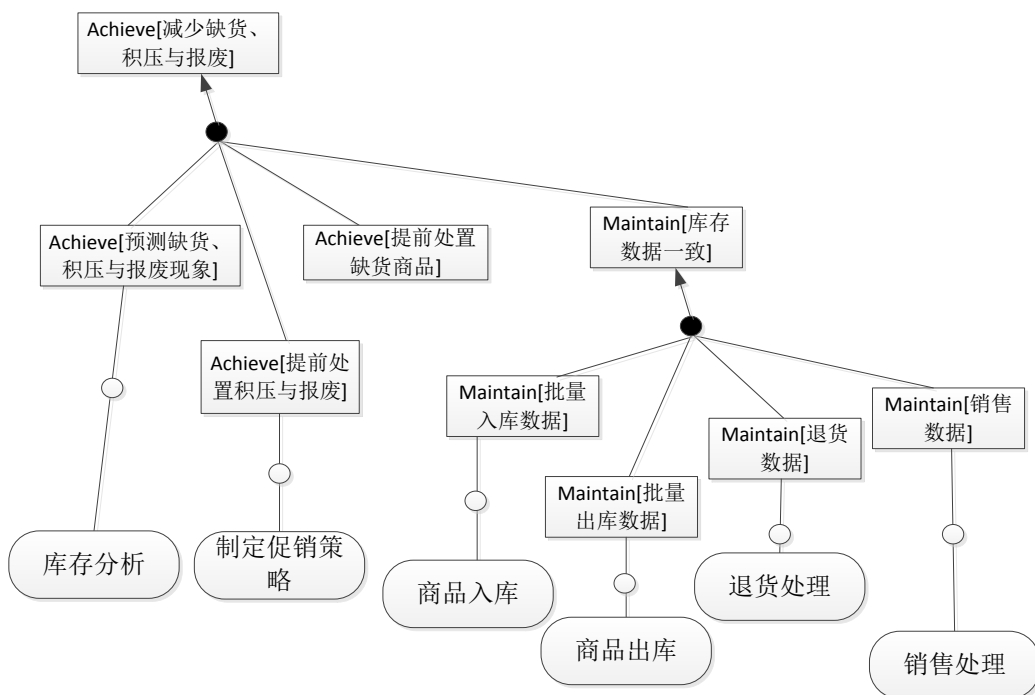 Achieve[减少缺货、
积压与报废]
Achieve[预测缺货、
积压与报废现象]
Achieve[提前处置
缺货商品]
Maintain[库存
数据一致]
Achieve[提前处
置积压与报废]
Maintain[批量
入库数据]
Maintain[批量
出库数据]
Maintain[退货
数据]
Maintain[销售
数据]
库存分析
制定促销策
略
商品入库
商品出库
退货处理
销售处理